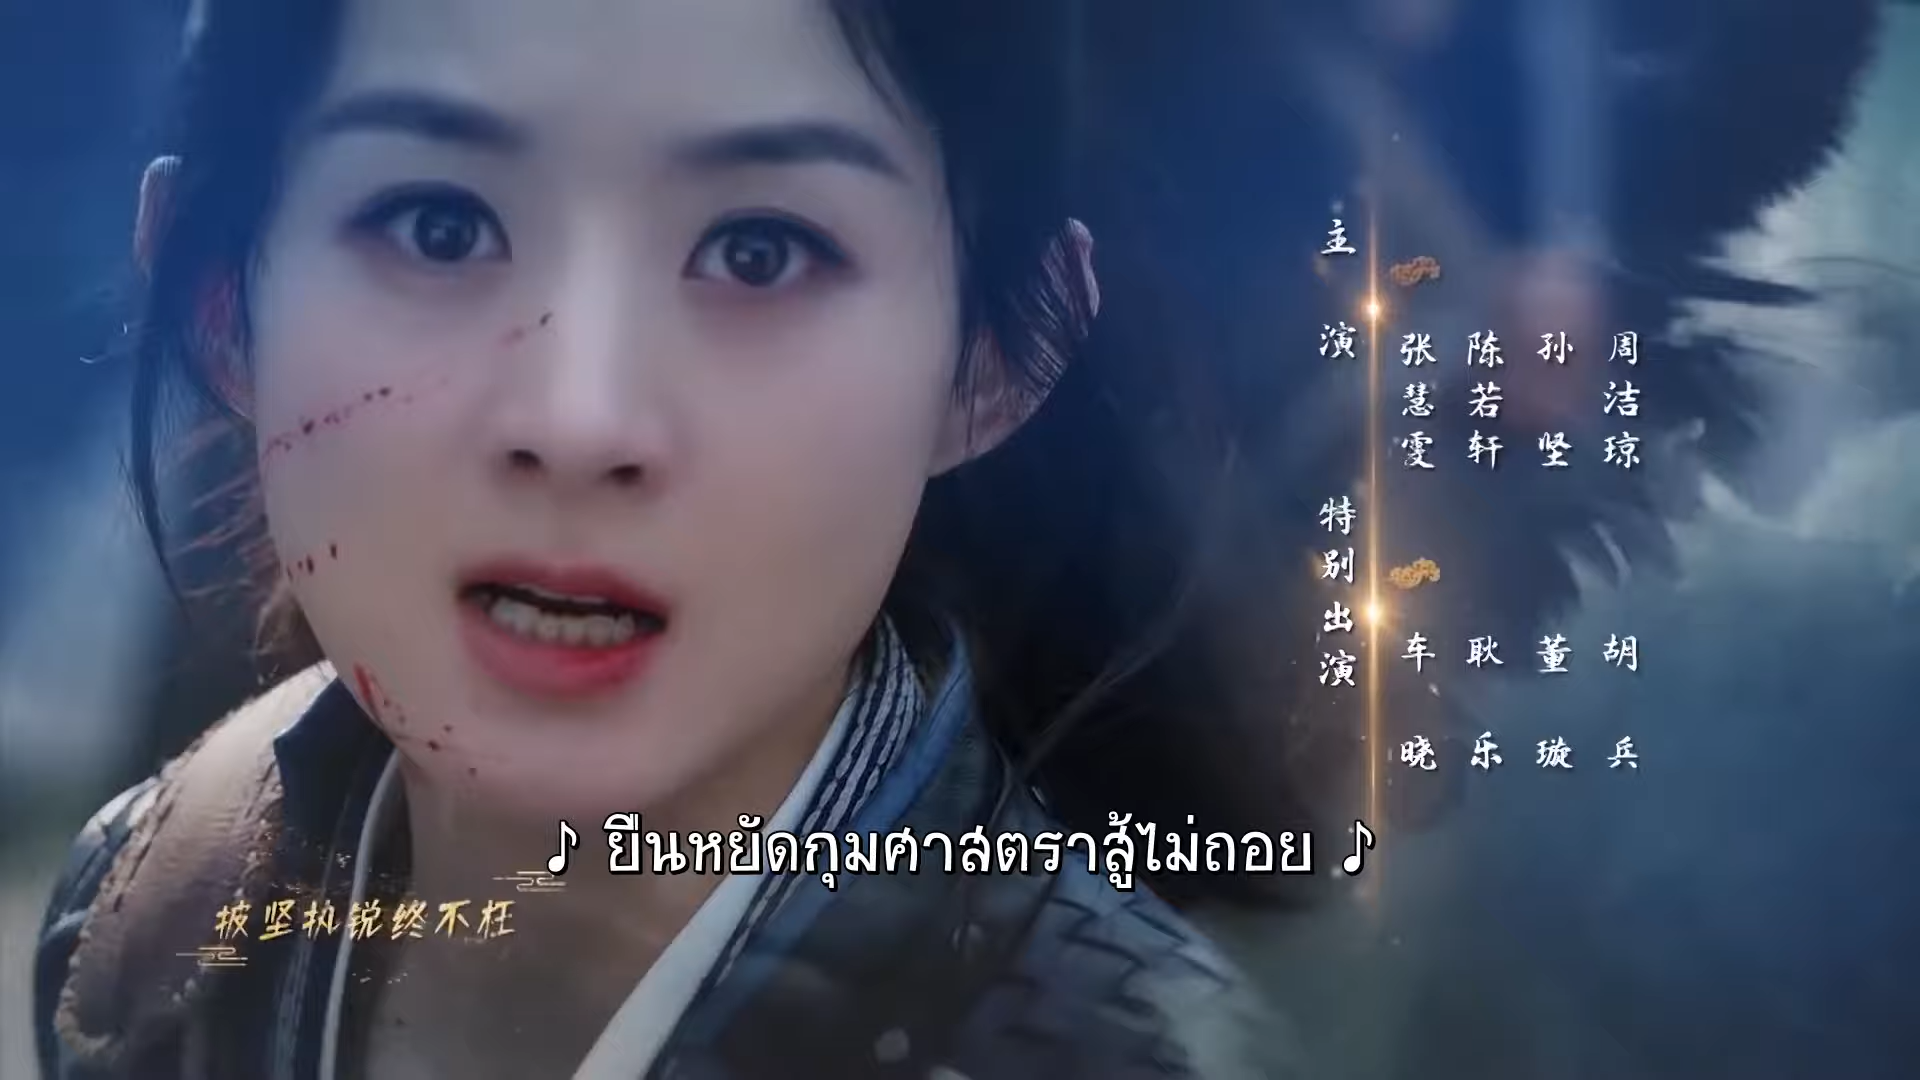 主演
张慧雯
陈若轩
孙坚
周洁琼
特别出演
车晓
耿乐
董璇
胡兵
♪ ยืนหยัดกุมศาสตราสู้ไม่ถอย ♪
披坚执锐终不枉